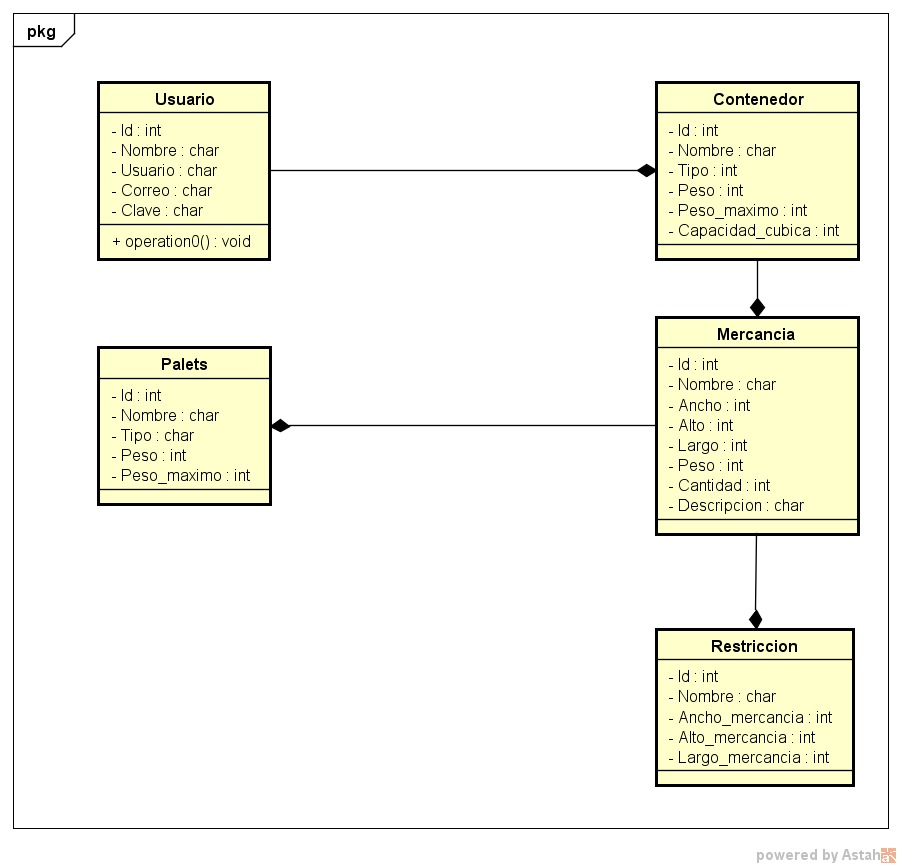 pkg
Usuario
- Id : int
- Nombre : char
- Usuario : char
- Correo : char
- Clave : char
+ operation0() : void
Contenedor
- Id : int
- Nombre : char
- Tipo : int
- Peso : int
- Peso_maximo : int
- Capacidad_cubica : int
Palets
- Id : int
- Nombre : char
- Tipo : char
- Peso : int
- Peso_maximo : int
Mercancia
- Id : int
- Nombre : char
- Ancho : int
- Alto : int
- Largo : int
- Peso : int
- Cantidad : int
- Descripcion : char
Restriccion
- Id : int
- Nombre : char
- Ancho_mercancia : int
- Alto_mercancia : int
- Largo_mercancia : int
powered by Astah